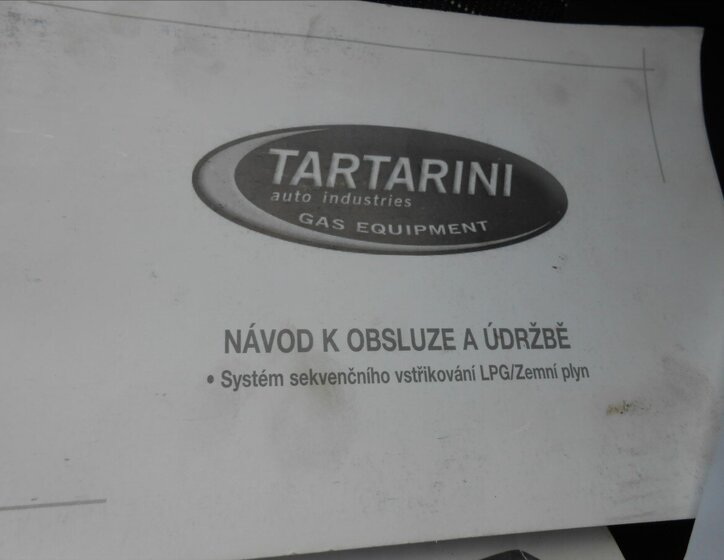 TARTARINI
auto industries
GAS EQUIPMENT
NÁVOD K OBSLUZE A ÚDRŽBĚ
• Systém sekvenčního vstřikování LPG/Zemní plyn